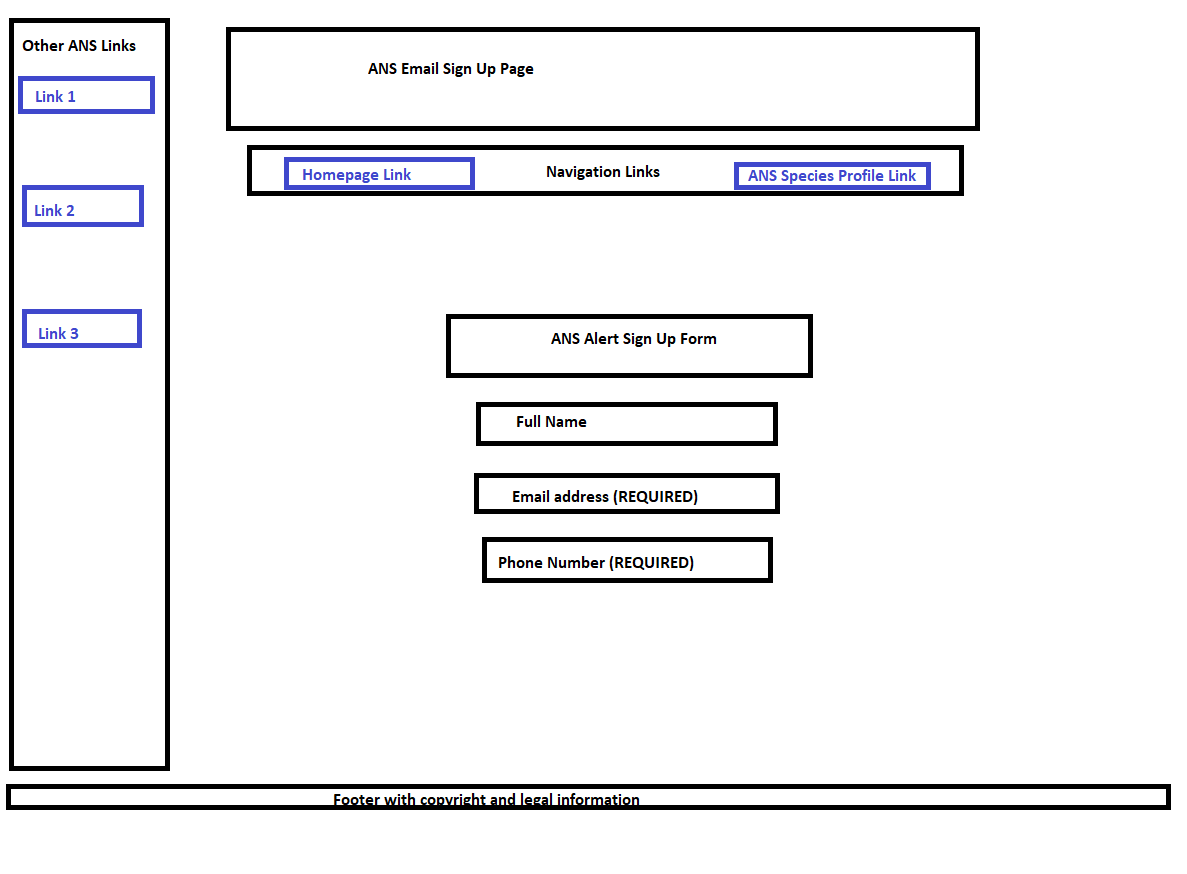 Other ANS Links
Link 1
Link 2
Link 3
ANS Email Sign Up Page
Homepage Link
Navigation Links
ANS Species Profile Link
ANS Alert Sign Up Form
Full Name
Email address (REQUIRED)
Phone Number (REQUIRED)
Footer with copyright and legal information